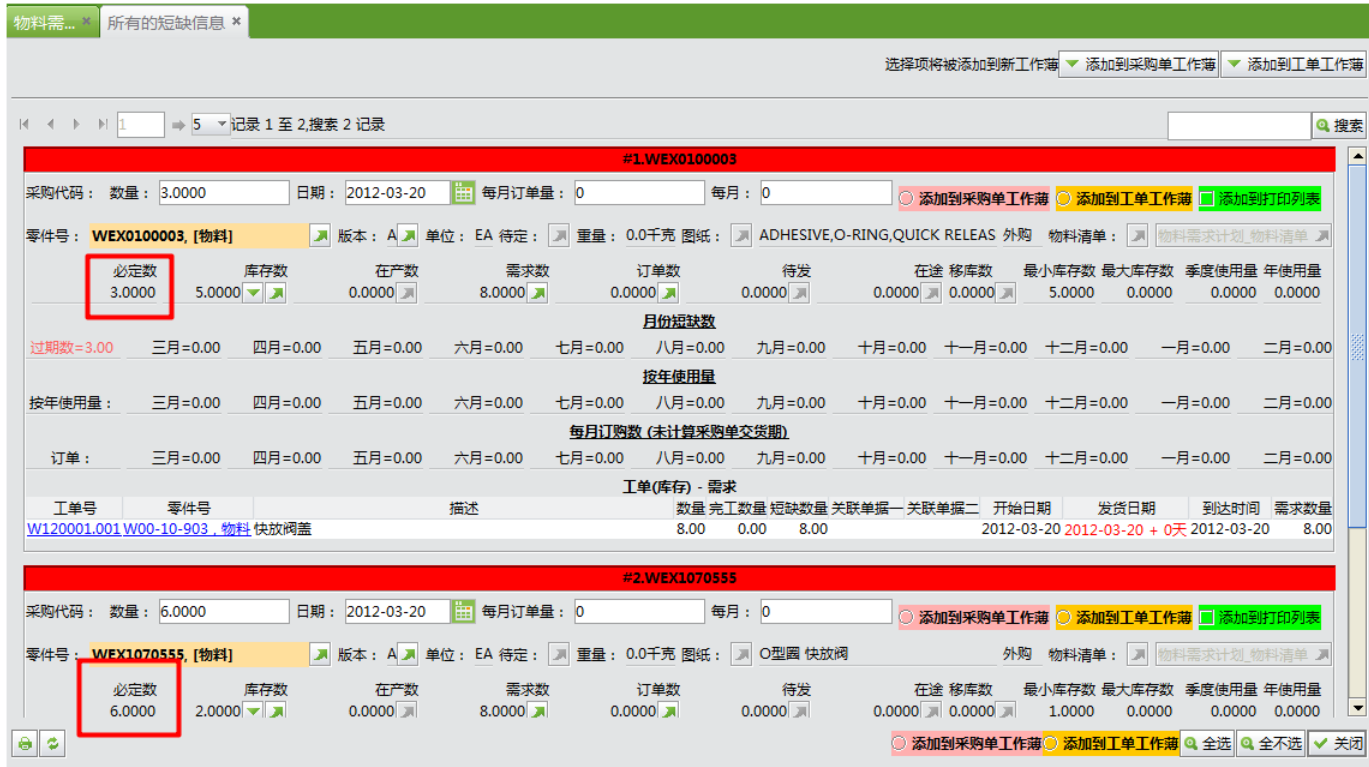 物料需... × 所有的短缺信息 ×
选择项将被添加到新工作薄 添加到采购单工作薄 添加到工单工作薄
1 5 记录 1 至 2,搜索 2 记录 搜索
#1.WEX0100003
采购代码： 数量： 3.0000 日期： 2012-03-20 每月订单量： 0 每月： 0 添加到采购单工作薄 添加到工单工作薄 添加到打印列表
零件号： WEX0100003, [物料] 版本： A 单位： EA 待定： 重量： 0.0千克 图纸： ADHESIVE,O-RING,QUICK RELEAS 外购 物料清单： 物料需求计划_物料清单
必定数 库存数 在产数 需求数 订单数 待发 在途 移库数 最小库存数 最大库存数 季度使用量 年使用量
3.0000 5.0000 0.0000 8.0000 0.0000 0.0000 0.0000 0.0000 5.0000 0.0000 0.0000 0.0000
月份短缺数
过期数=3.00 三月=0.00 四月=0.00 五月=0.00 六月=0.00 七月=0.00 八月=0.00 九月=0.00 十月=0.00 十一月=0.00 十二月=0.00 一月=0.00 二月=0.00
按年使用量
按年使用量： 三月=0.00 四月=0.00 五月=0.00 六月=0.00 七月=0.00 八月=0.00 九月=0.00 十月=0.00 十一月=0.00 十二月=0.00 一月=0.00 二月=0.00
每月订购数 (未计算采购单交货期)
订单： 三月=0.00 四月=0.00 五月=0.00 六月=0.00 七月=0.00 八月=0.00 九月=0.00 十月=0.00 十一月=0.00 十二月=0.00 一月=0.00 二月=0.00
工单(库存) - 需求
工单号 零件号 描述 数量 完工数量 短缺数量 关联单据一 关联单据二 开始日期 发货日期 到达时间 需求数量
W120001.001 W00-10-903 , 物料 快放阀盖 8.00 0.00 8.00 2012-03-20 2012-03-20 + 0天 2012-03-20 8.00
#2.WEX1070555
采购代码： 数量： 6.0000 日期： 2012-03-20 每月订单量： 0 每月： 0 添加到采购单工作薄 添加到工单工作薄 添加到打印列表
零件号： WEX1070555, [物料] 版本： A 单位： EA 待定： 重量： 0.0千克 图纸： O型圈 快放阀 外购 物料清单： 物料需求计划_物料清单
必定数 库存数 在产数 需求数 订单数 待发 在途 移库数 最小库存数 最大库存数 季度使用量 年使用量
6.0000 2.0000 0.0000 8.0000 0.0000 0.0000 0.0000 0.0000 1.0000 0.0000 0.0000 0.0000
添加到采购单工作薄 添加到工单工作薄 全选 全不选 关闭